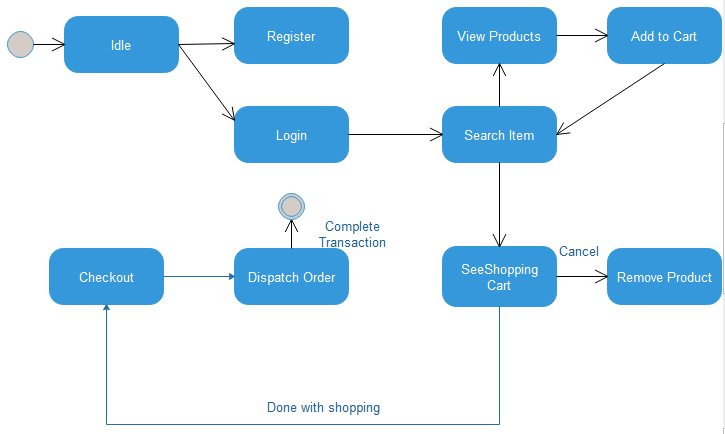 Idle
Register
View Products
Add to Cart
Login
Search Item
Complete
Transaction
Checkout
Dispatch Order
SeeShopping
Cart
Cancel
Remove Product
Done with shopping